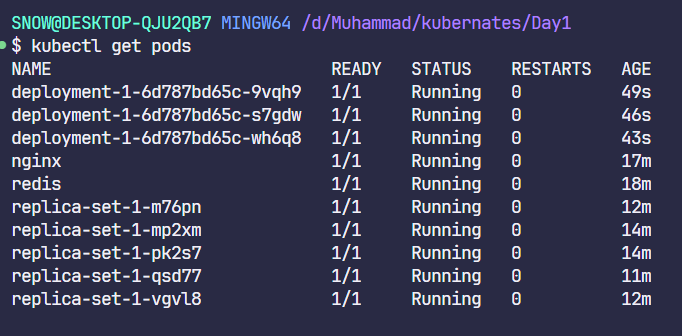 SNOW@DESKTOP-QJU2QB7 MINGW64 /d/Muhammad/kubernates/Day1
$ kubectl get pods
NAME READY STATUS RESTARTS AGE
deployment-1-6d787bd65c-9vqh9 1/1 Running 0 49s
deployment-1-6d787bd65c-s7gdw 1/1 Running 0 46s
deployment-1-6d787bd65c-wh6q8 1/1 Running 0 43s
nginx 1/1 Running 0 17m
redis 1/1 Running 0 18m
replica-set-1-m76pn 1/1 Running 0 12m
replica-set-1-mp2xm 1/1 Running 0 14m
replica-set-1-pk2s7 1/1 Running 0 14m
replica-set-1-qsd77 1/1 Running 0 11m
replica-set-1-vgvl8 1/1 Running 0 12m